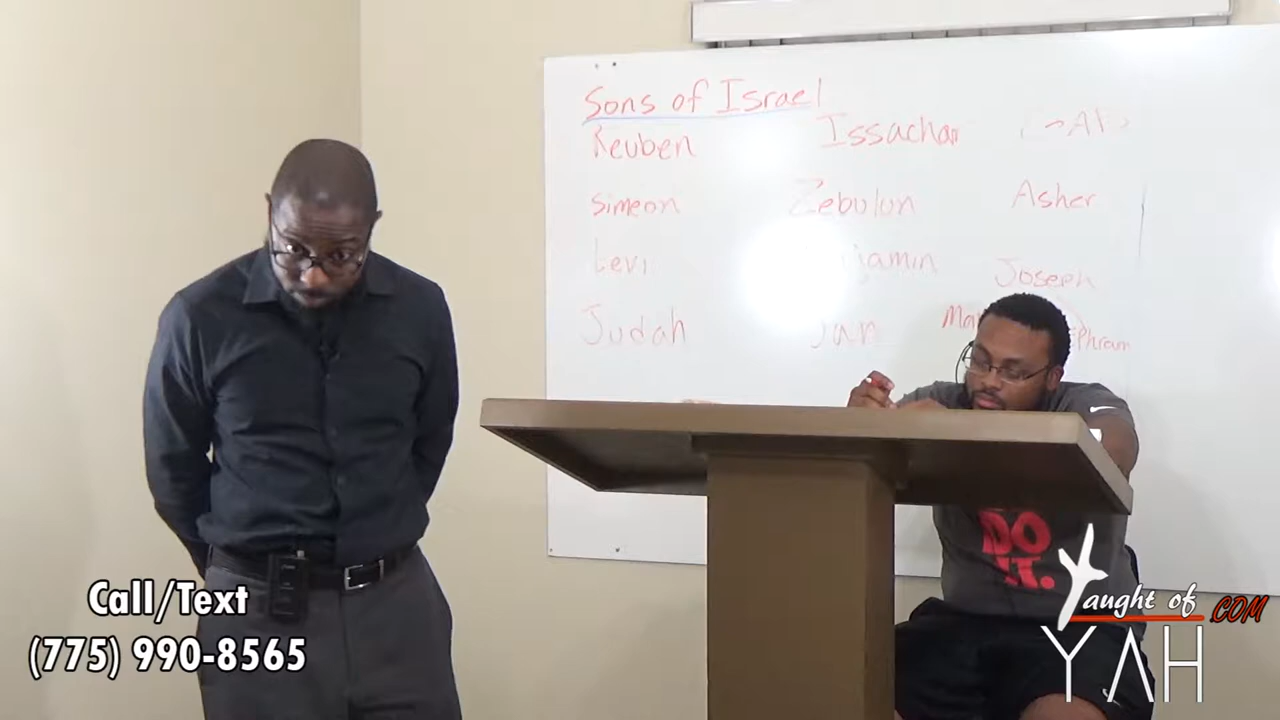 Sons of Israel
Reuben Issachar
Simeon Zebulun Asher
Levi Joseph
Judah
DO
IT.
Call/Text
(775) 990-8565
Taught of .COM
YAH